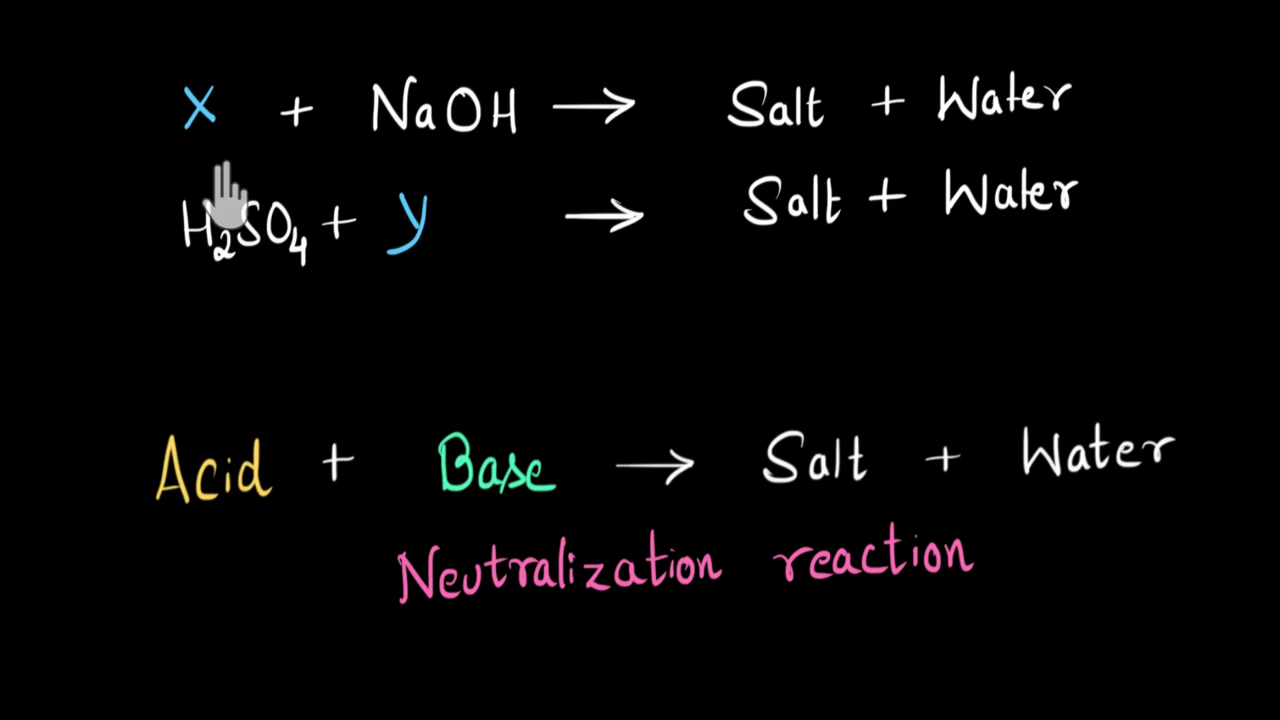 x + NaOH → Salt + Water
H₂SO₄ + y → Salt + Water
Acid + Base → Salt + Water
Neutralization reaction